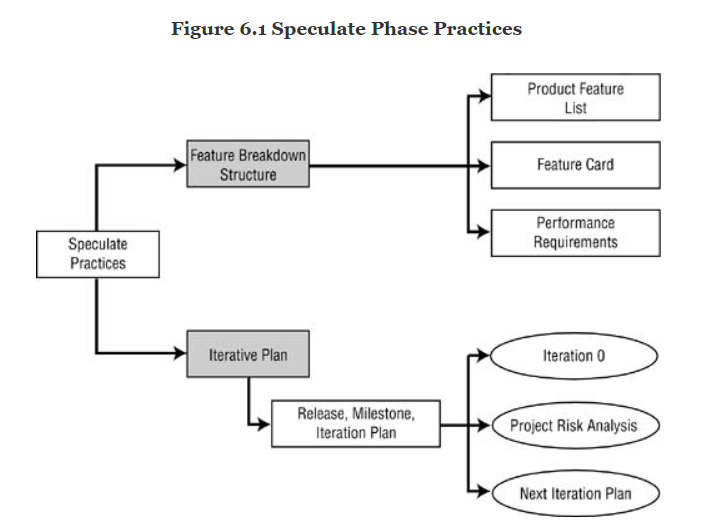 Figure 6.1 Speculate Phase Practices
Product Feature
List
Feature Breakdown
Structure
Feature Card
Performance
Requirements
Speculate
Practices
Iterative Plan
Iteration 0
Release, Milestone,
Iteration Plan
Project Risk Analysis
Next Iteration Plan